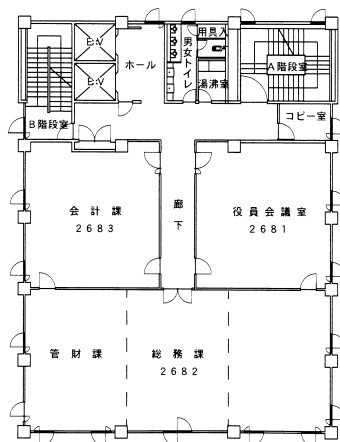 用具入
男女トイレ
E.V
ホール
E.V
湯沸室
A階段室
コピー室
B階段室
会計課
2683
廊下
役員会議室
2681
管財課
総務課
2682